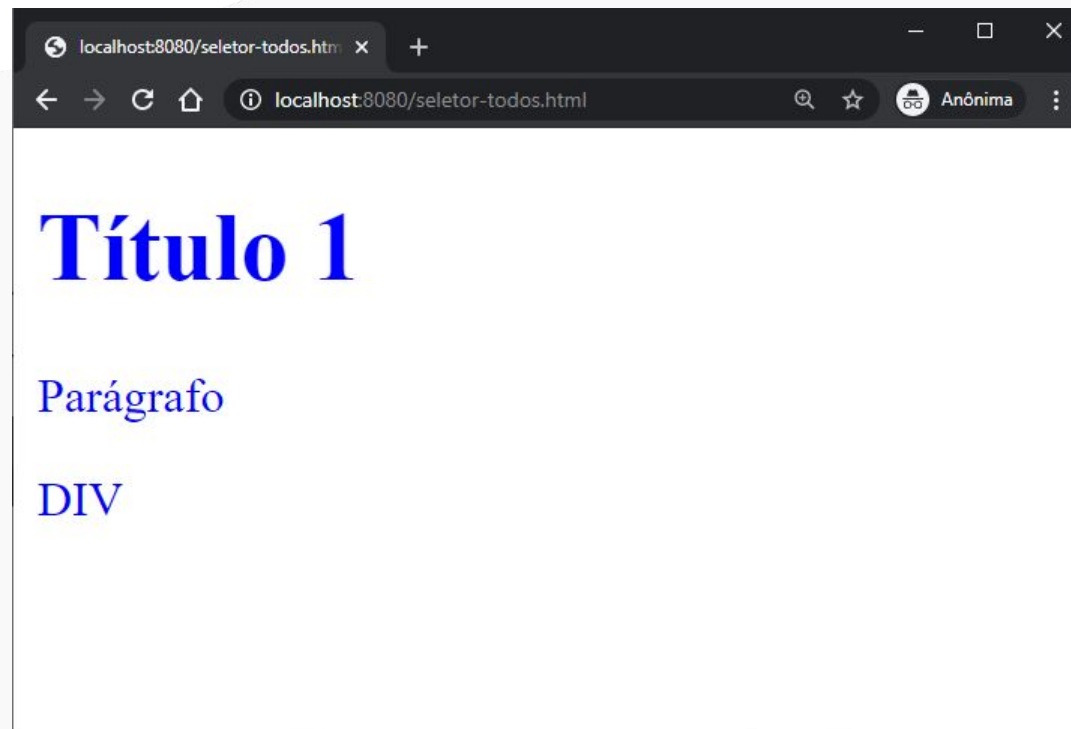 localhost:8080/seletor-todos.htm
localhost:8080/seletor-todos.html
Anônima
Título 1
Parágrafo
DIV